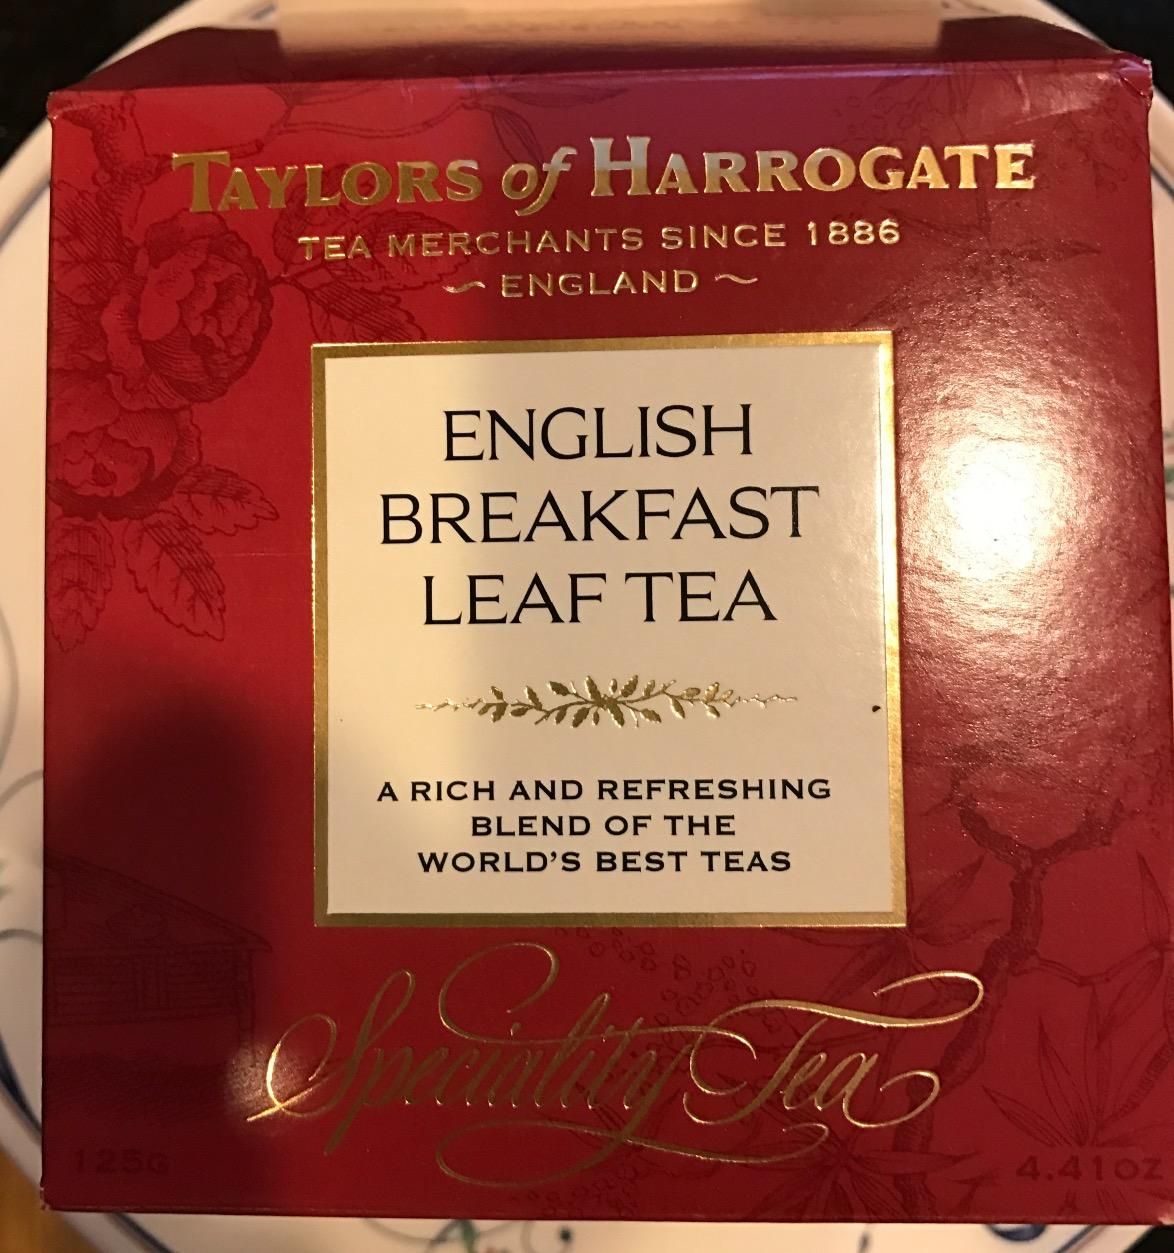 TAYLORS of HARROGATE
TEA MERCHANTS SINCE 1886
~ ENGLAND ~
ENGLISH
BREAKFAST
LEAF TEA
A RICH AND REFRESHING
BLEND OF THE
WORLD'S BEST TEAS
Speciality Tea
125G 4.41OZ